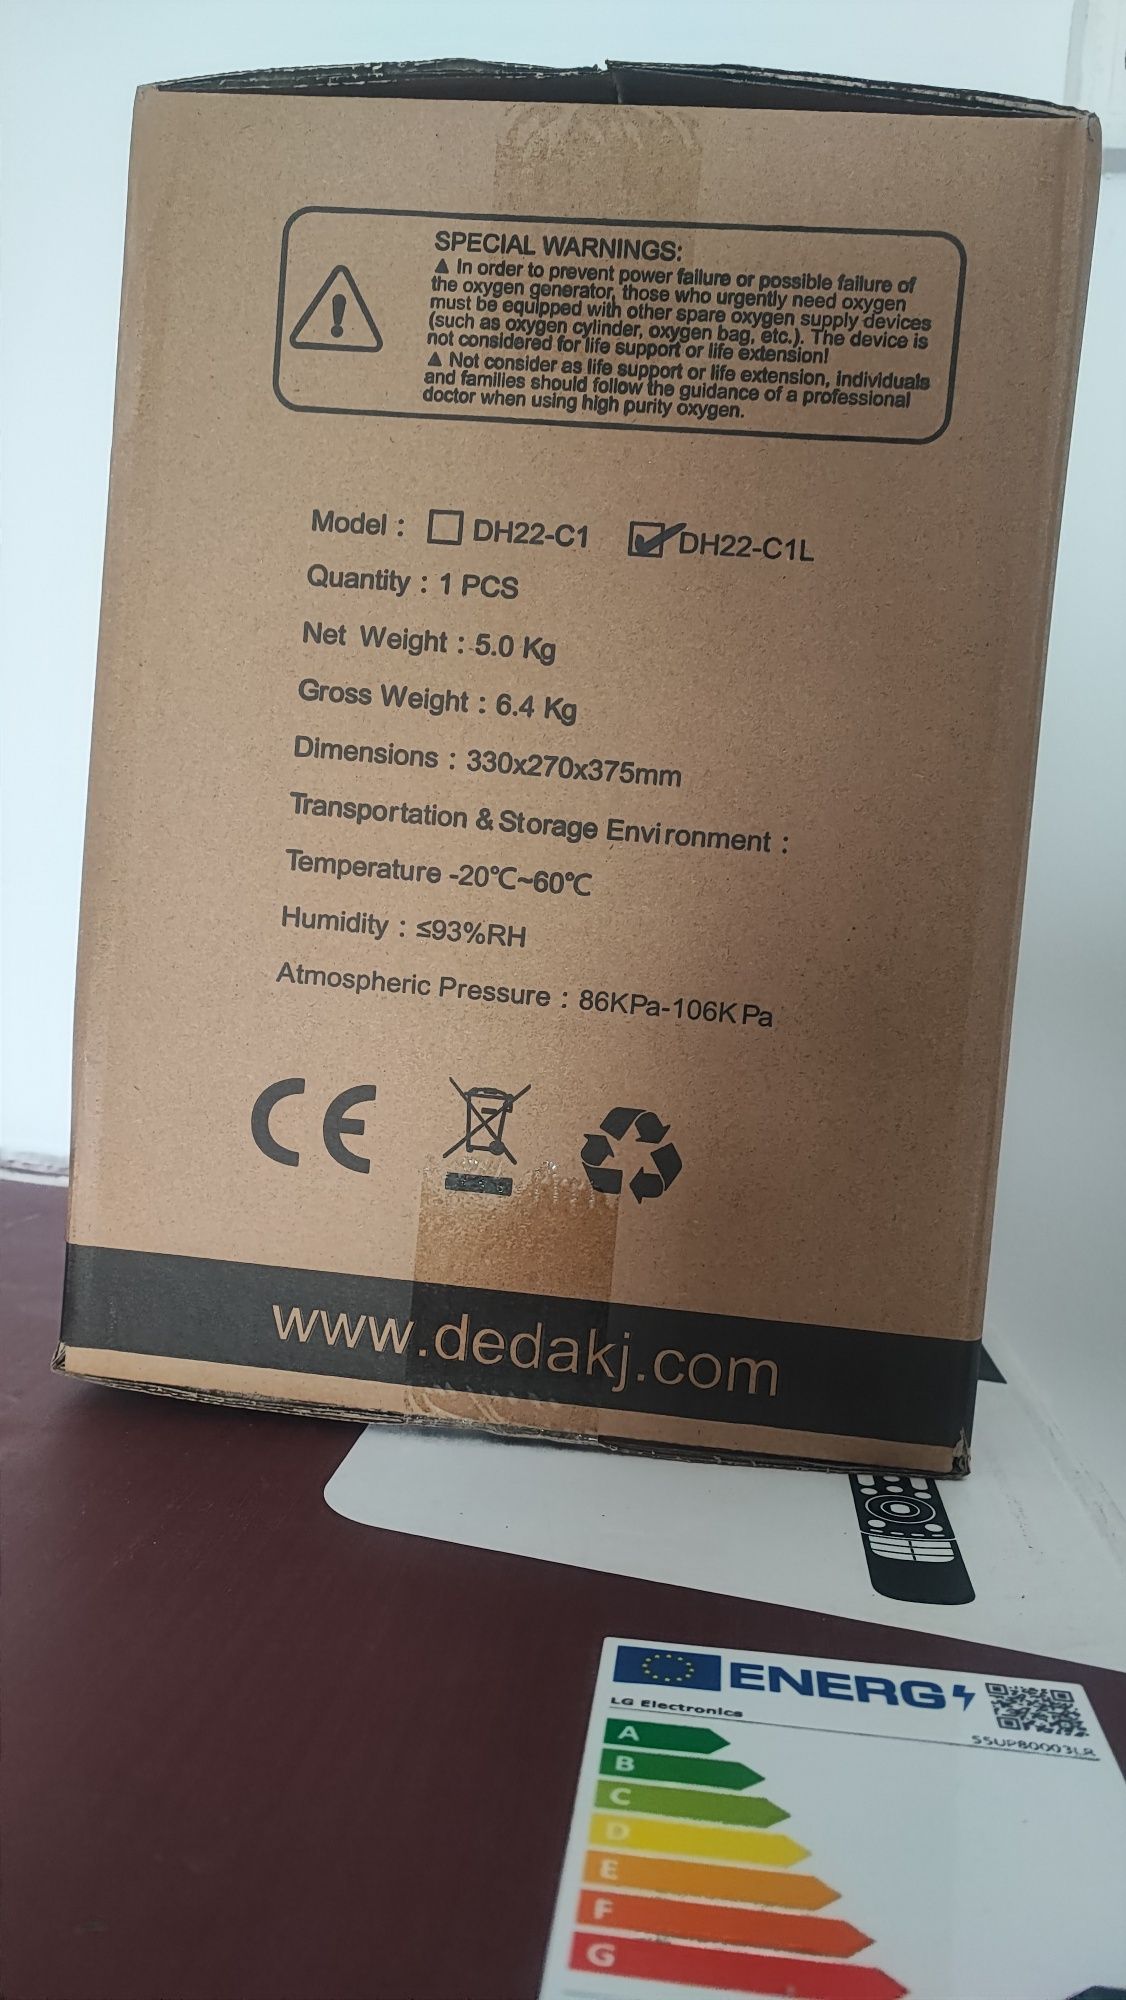 SPECIAL WARNINGS:
▲ In order to prevent power failure or possible failure of
the oxygen generator, those who urgently need oxygen
must be equipped with other spare oxygen supply devices
(such as oxygen cylinder, oxygen bag, etc.). The device is
not considered for life support or life extension!
▲ Not consider as life support or life extension, individuals
and families should follow the guidance of a professional
doctor when using high purity oxygen.
Model : ☐ DH22-C1 ☑ DH22-C1L
Quantity : 1 PCS
Net Weight : 5.0 Kg
Gross Weight : 6.4 Kg
Dimensions : 330x270x375mm
Transportation & Storage Environment :
Temperature -20℃~60℃
Humidity : ≤93%RH
Atmospheric Pressure : 86KPa-106KPa
CE
www.dedakj.com
ENERG
LG Electronics
55UP80003LR
A
B
C
D
E
F
G